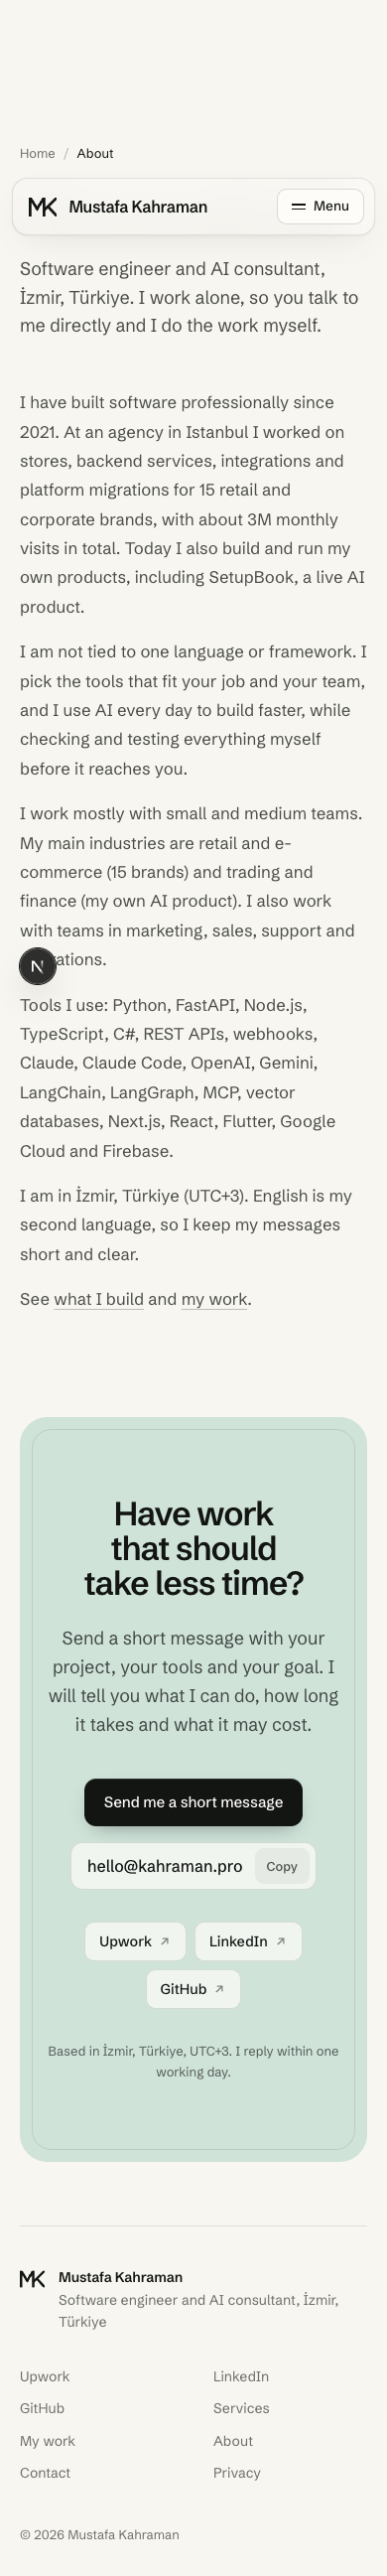 Home / About
MK Mustafa Kahraman
Menu
Software engineer and AI consultant,
İzmir, Türkiye. I work alone, so you talk to
me directly and I do the work myself.
I have built software professionally since
2021. At an agency in Istanbul I worked on
stores, backend services, integrations and
platform migrations for 15 retail and
corporate brands, with about 3M monthly
visits in total. Today I also build and run my
own products, including SetupBook, a live AI
product.
I am not tied to one language or framework. I
pick the tools that fit your job and your team,
and I use AI every day to build faster, while
checking and testing everything myself
before it reaches you.
I work mostly with small and medium teams.
My main industries are retail and e-
commerce (15 brands) and trading and
finance (my own AI product). I also work
with teams in marketing, sales, support and
N
Tools I use: Python, FastAPI, Node.js,
TypeScript, C#, REST APIs, webhooks,
Claude, Claude Code, OpenAI, Gemini,
LangChain, LangGraph, MCP, vector
databases, Next.js, React, Flutter, Google
Cloud and Firebase.
I am in İzmir, Türkiye (UTC+3). English is my
second language, so I keep my messages
short and clear.
See what I build and my work.
Have work
that should
take less time?
Send a short message with your
project, your tools and your goal. I
will tell you what I can do, how long
it takes and what it may cost.
Send me a short message
hello@kahraman.pro Copy
Upwork ↗ LinkedIn ↗
GitHub ↗
Based in İzmir, Türkiye, UTC+3. I reply within one
working day.
MK Mustafa Kahraman
Software engineer and AI consultant, İzmir,
Türkiye
Upwork LinkedIn
GitHub Services
My work About
Contact Privacy
© 2026 Mustafa Kahraman